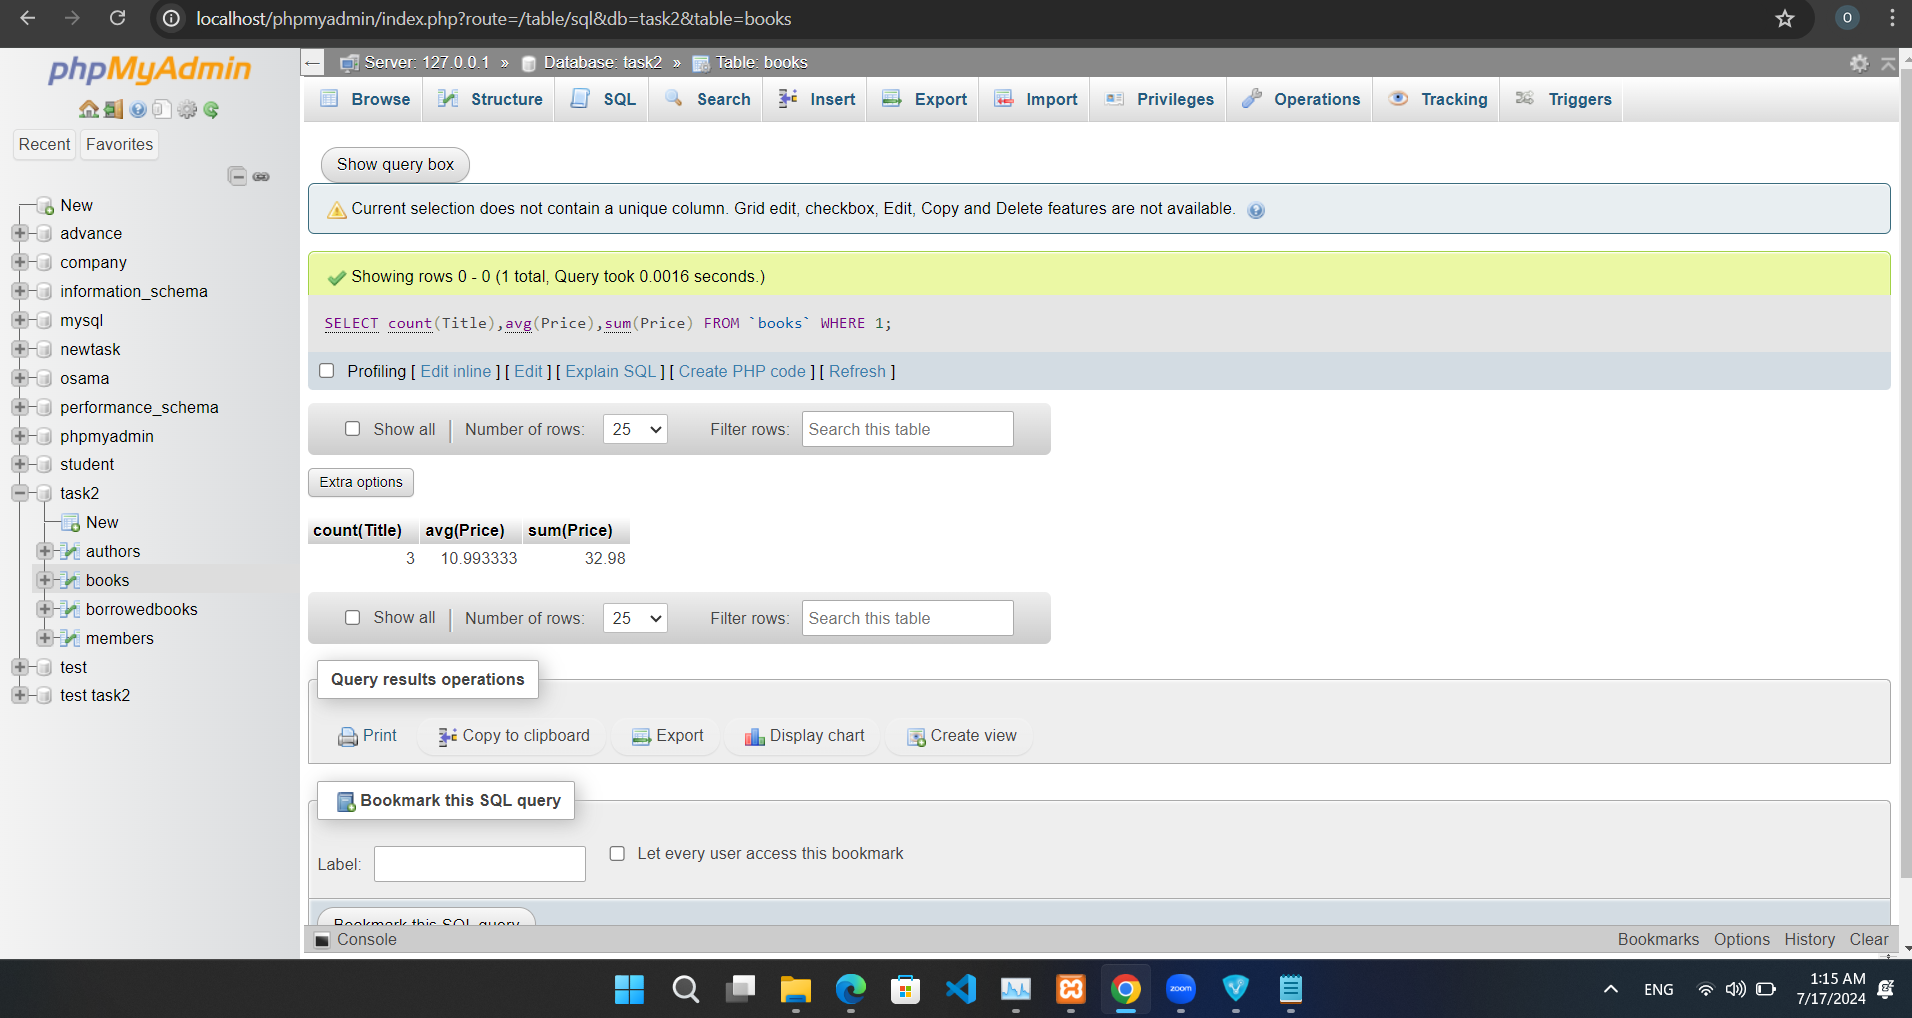 localhost/phpmyadmin/index.php?route=/table/sql&db=task2&table=books
O
phpMyAdmin
Server: 127.0.0.1 » Database: task2 » Table: books
Browse Structure SQL Search Insert Export Import Privileges Operations Tracking Triggers
Recent Favorites
New
advance
company
information_schema
mysql
newtask
osama
performance_schema
phpmyadmin
student
task2
New
authors
books
borrowedbooks
members
test
test task2
Show query box
Current selection does not contain a unique column. Grid edit, checkbox, Edit, Copy and Delete features are not available.
Showing rows 0 - 0 (1 total, Query took 0.0016 seconds.)
SELECT count(Title),avg(Price),sum(Price) FROM `books` WHERE 1;
Profiling [ Edit inline ] [ Edit ] [ Explain SQL ] [ Create PHP code ] [ Refresh ]
Show all | Number of rows: 25 Filter rows: Search this table
Extra options
count(Title) avg(Price) sum(Price)
3 10.993333 32.98
Show all | Number of rows: 25 Filter rows: Search this table
Query results operations
Print Copy to clipboard Export Display chart Create view
Bookmark this SQL query
Label: Let every user access this bookmark
Bookmark this SQL query
Console Bookmarks Options History Clear
zoom
ENG
1:15 AM
7/17/2024